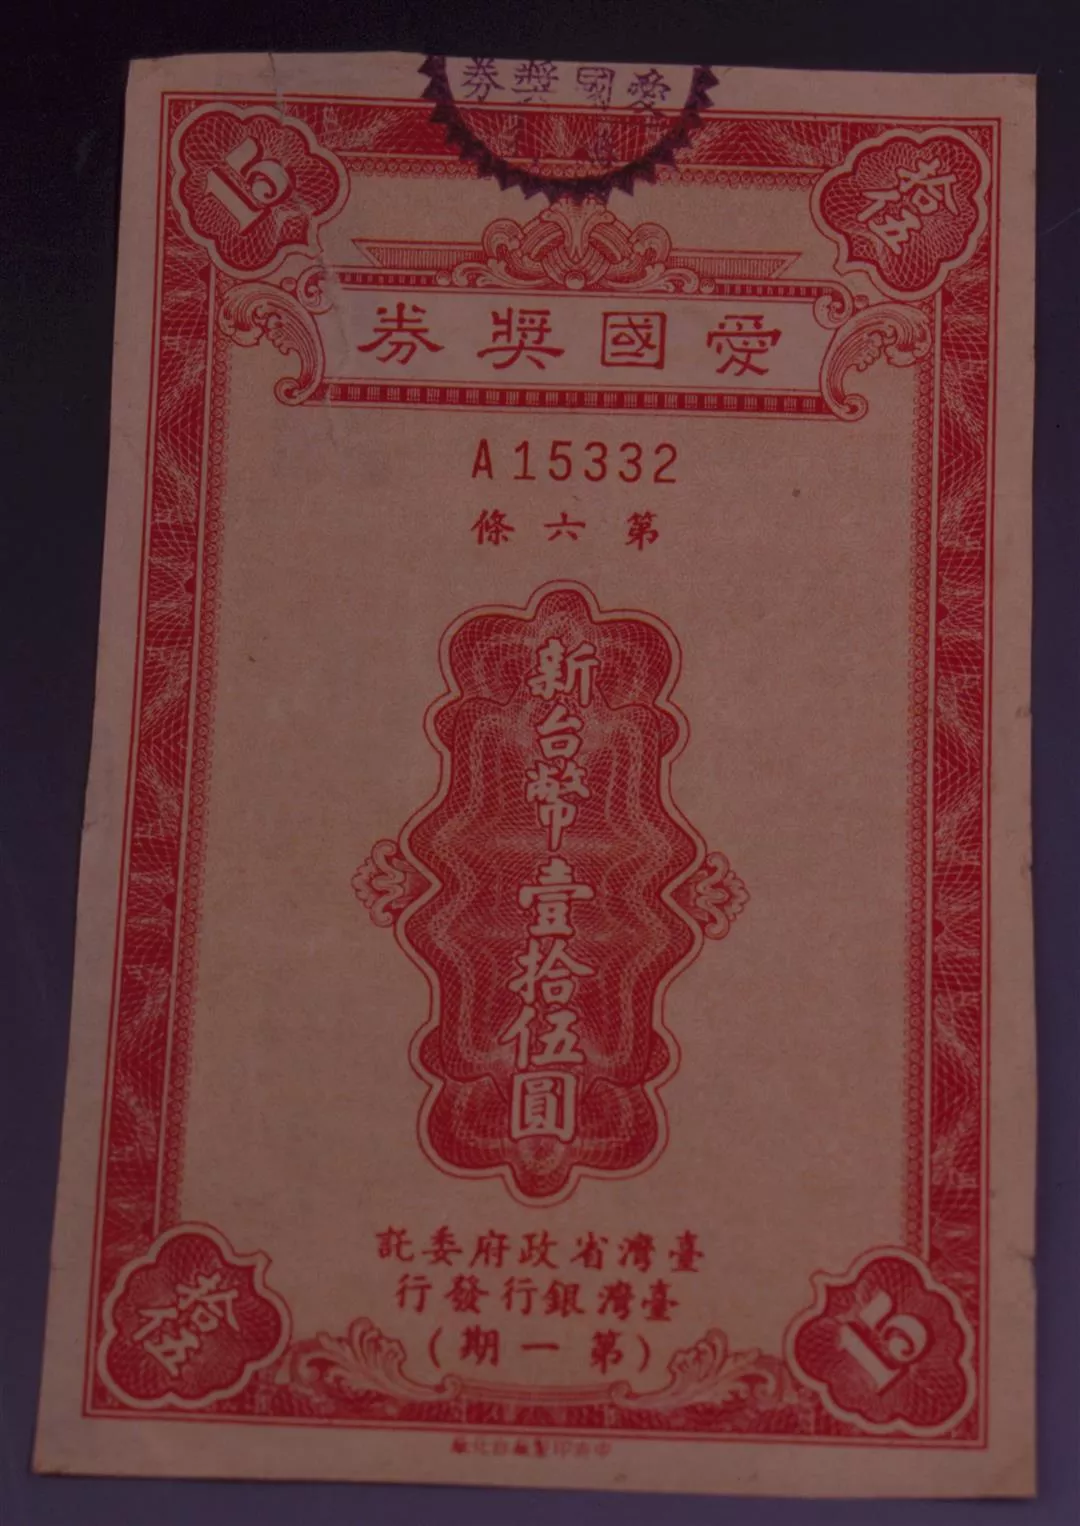 愛國獎券
15
拾伍
愛國獎券
A15332
第六條
新台幣壹拾伍圓
臺灣省政府委託
臺灣銀行發行
(第一期)
拾伍
15